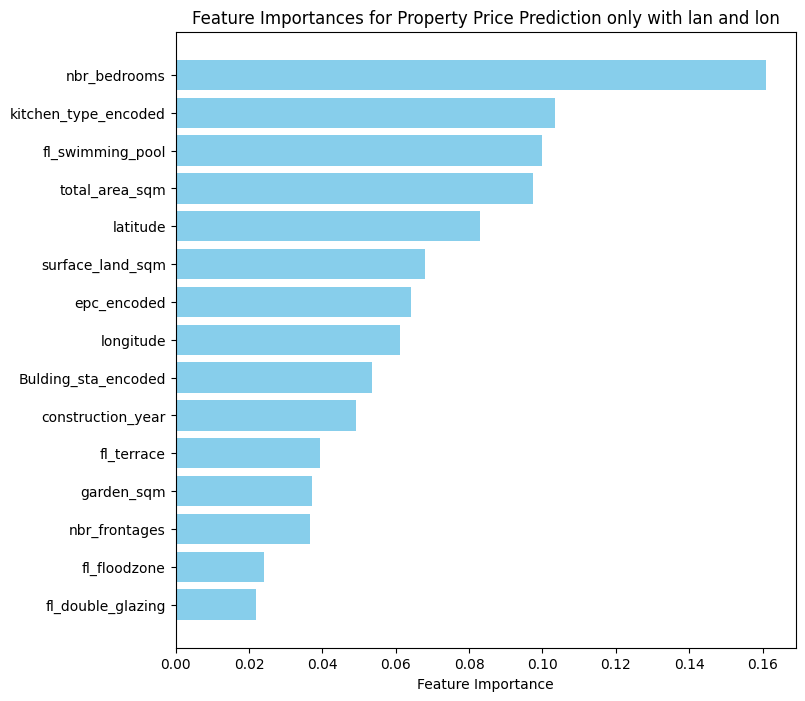 Feature Importances for Property Price Prediction only with lan and lon
nbr_bedrooms
kitchen_type_encoded
fl_swimming_pool
total_area_sqm
latitude
surface_land_sqm
epc_encoded
longitude
Bulding_sta_encoded
construction_year
fl_terrace
garden_sqm
nbr_frontages
fl_floodzone
fl_double_glazing
0.00 0.02 0.04 0.06 0.08 0.10 0.12 0.14 0.16
Feature Importance